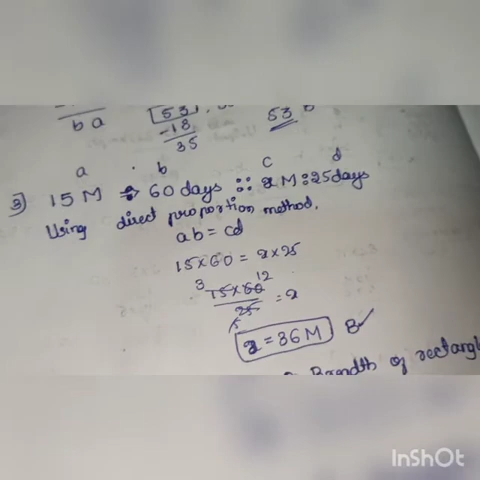 b a
53
-18
35
53
a b c d
3) 15 M : 60 days :: x M : 25 days
Using direct proportion method.
ab = cd
15×60 = x×25
3 15×60 12
25 = x
5
x = 36 M B ✓
Breadth of rectangl
InShOt